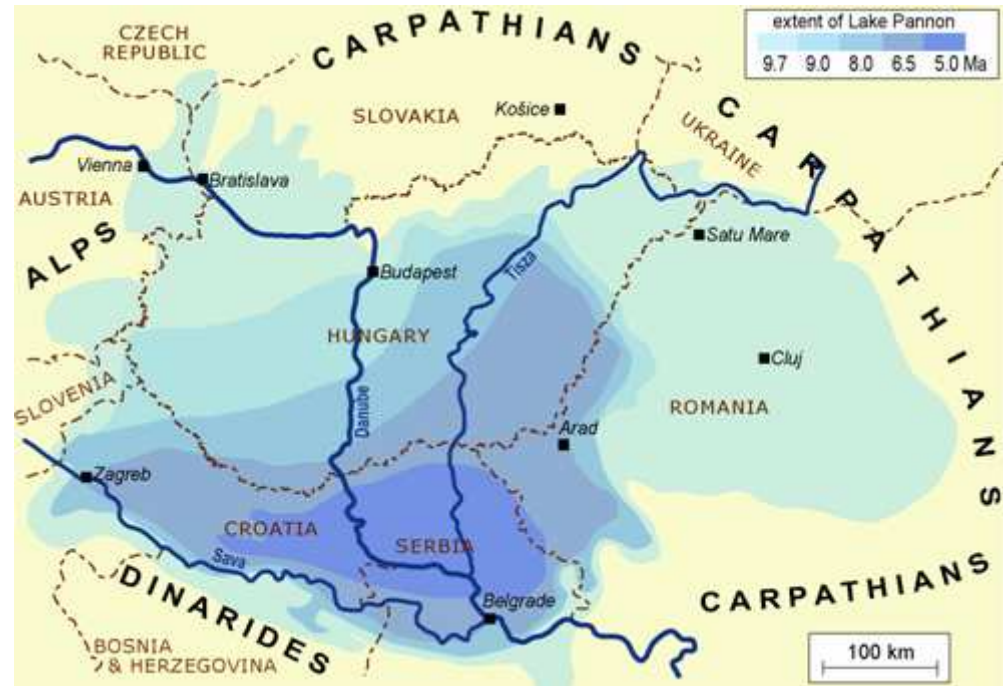 extent of Lake Pannon
9.7 9.0 8.0 6.5 5.0 Ma
CZECH
REPUBLIC
CARPATHIANS
SLOVAKIA
Košice
UKRAINE
CARPATHIANS
Vienna
Bratislava
AUSTRIA
ALPS
Satu Mare
Budapest
Tisza
HUNGARY
Cluj
SLOVENIA
Danube
ROMANIA
Arad
Zagreb
CROATIA
SERBIA
Sava
DINARIDES
Belgrade
CARPATHIANS
BOSNIA
& HERZEGOVINA
100 km